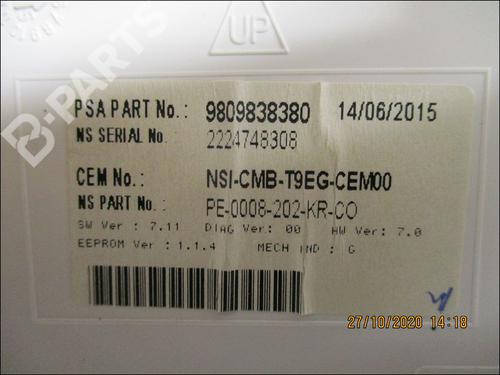 UP
B-PARTS
PSA PART No.: 9809838380 14/06/2015
NS SERIAL No. 2224748308
CEM No.: NSI-CMB-T9EG-CEM00
NS PART No.: PE-0008-202-KR-CO
SW Ver : 7.11 DIAG Ver: 00 HW Ver: 7.0
EEPROM Ver : 1.1.4 MECH IND : G
27/10/2020 14:18